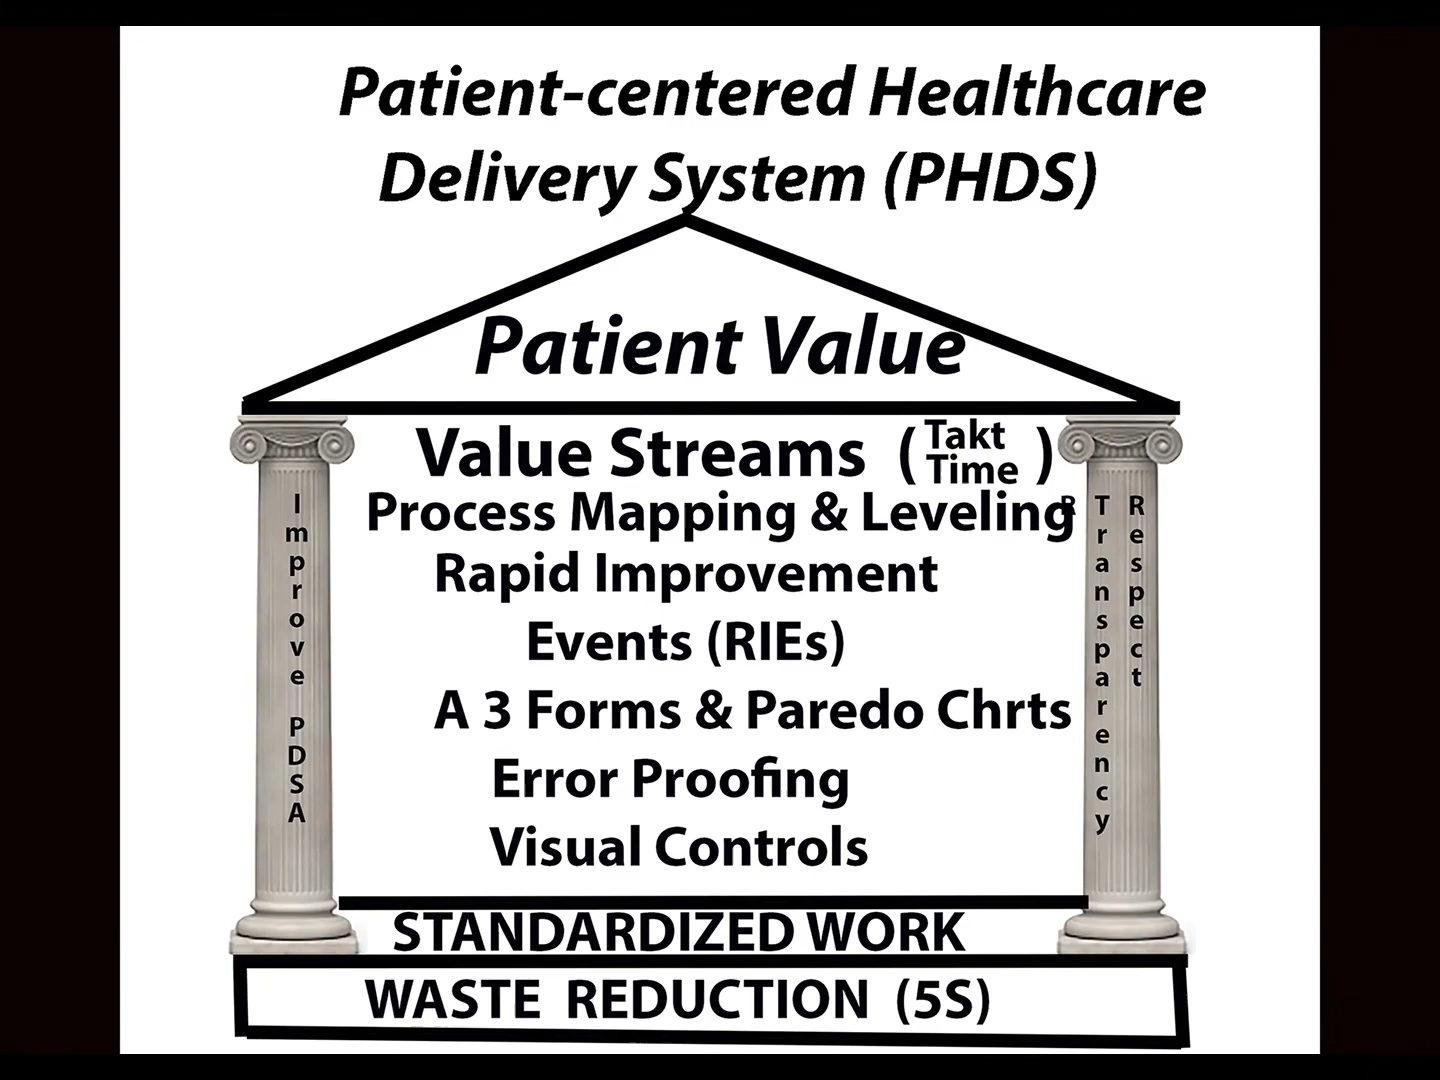 Patient-centered Healthcare
Delivery System (PHDS)
Patient Value
Value Streams (Takt Time)
Process Mapping & Leveling
R
Rapid Improvement
Events (RIEs)
A 3 Forms & Paredo Chrts
Error Proofing
Visual Controls
Improve PDSA
Transparency
Respect
STANDARDIZED WORK
WASTE REDUCTION (5S)